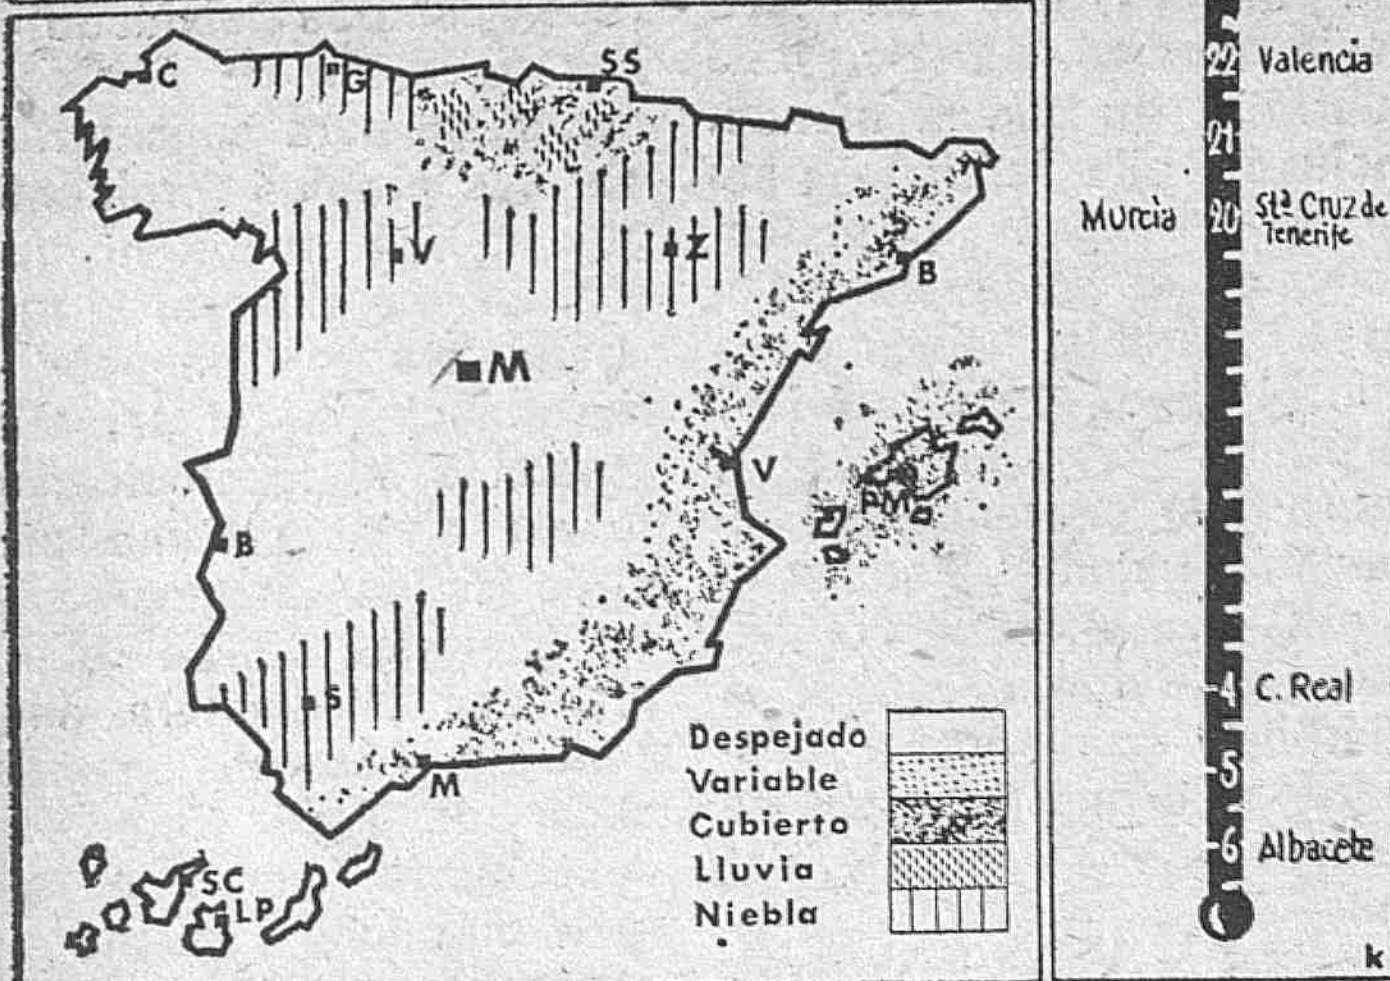 C
G
SS
V
Z
B
M
V
PM
B
S
M
SC
LP
Despejado
Variable
Cubierto
Lluvia
Niebla
22 Valencia
21
Murcia 20 Stª Cruz de
Tenerife
-4 C. Real
-5
-6 Albacete
k